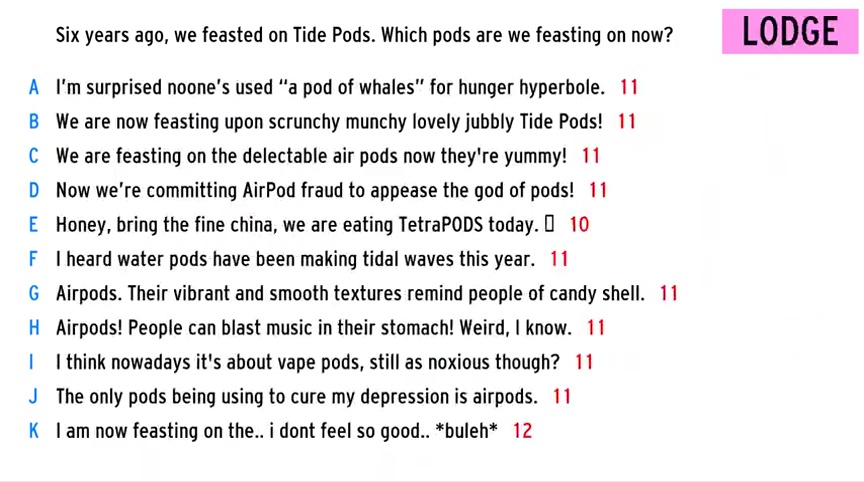 Six years ago, we feasted on Tide Pods. Which pods are we feasting on now?
LODGE
A I'm surprised noone's used “a pod of whales” for hunger hyperbole. 11
B We are now feasting upon scrunchy munchy lovely jubbly Tide Pods! 11
C We are feasting on the delectable air pods now they're yummy! 11
D Now we're committing AirPod fraud to appease the god of pods! 11
E Honey, bring the fine china, we are eating TetraPODS today. 10
F I heard water pods have been making tidal waves this year. 11
G Airpods. Their vibrant and smooth textures remind people of candy shell. 11
H Airpods! People can blast music in their stomach! Weird, I know. 11
I I think nowadays it's about vape pods, still as noxious though? 11
J The only pods being using to cure my depression is airpods. 11
K I am now feasting on the.. i dont feel so good.. *buleh* 12